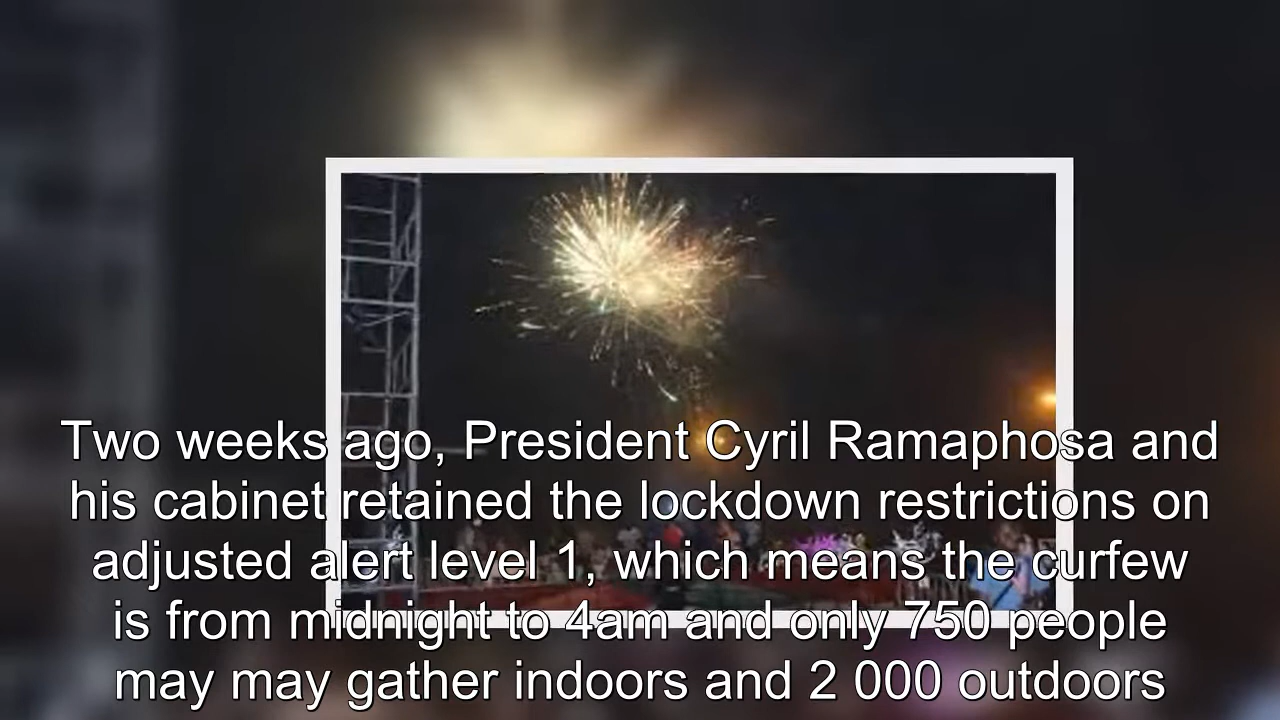 Two weeks ago, President Cyril Ramaphosa and
his cabinet retained the lockdown restrictions on
adjusted alert level 1, which means the curfew
is from midnight to 4am and only 750 people
may may gather indoors and 2 000 outdoors